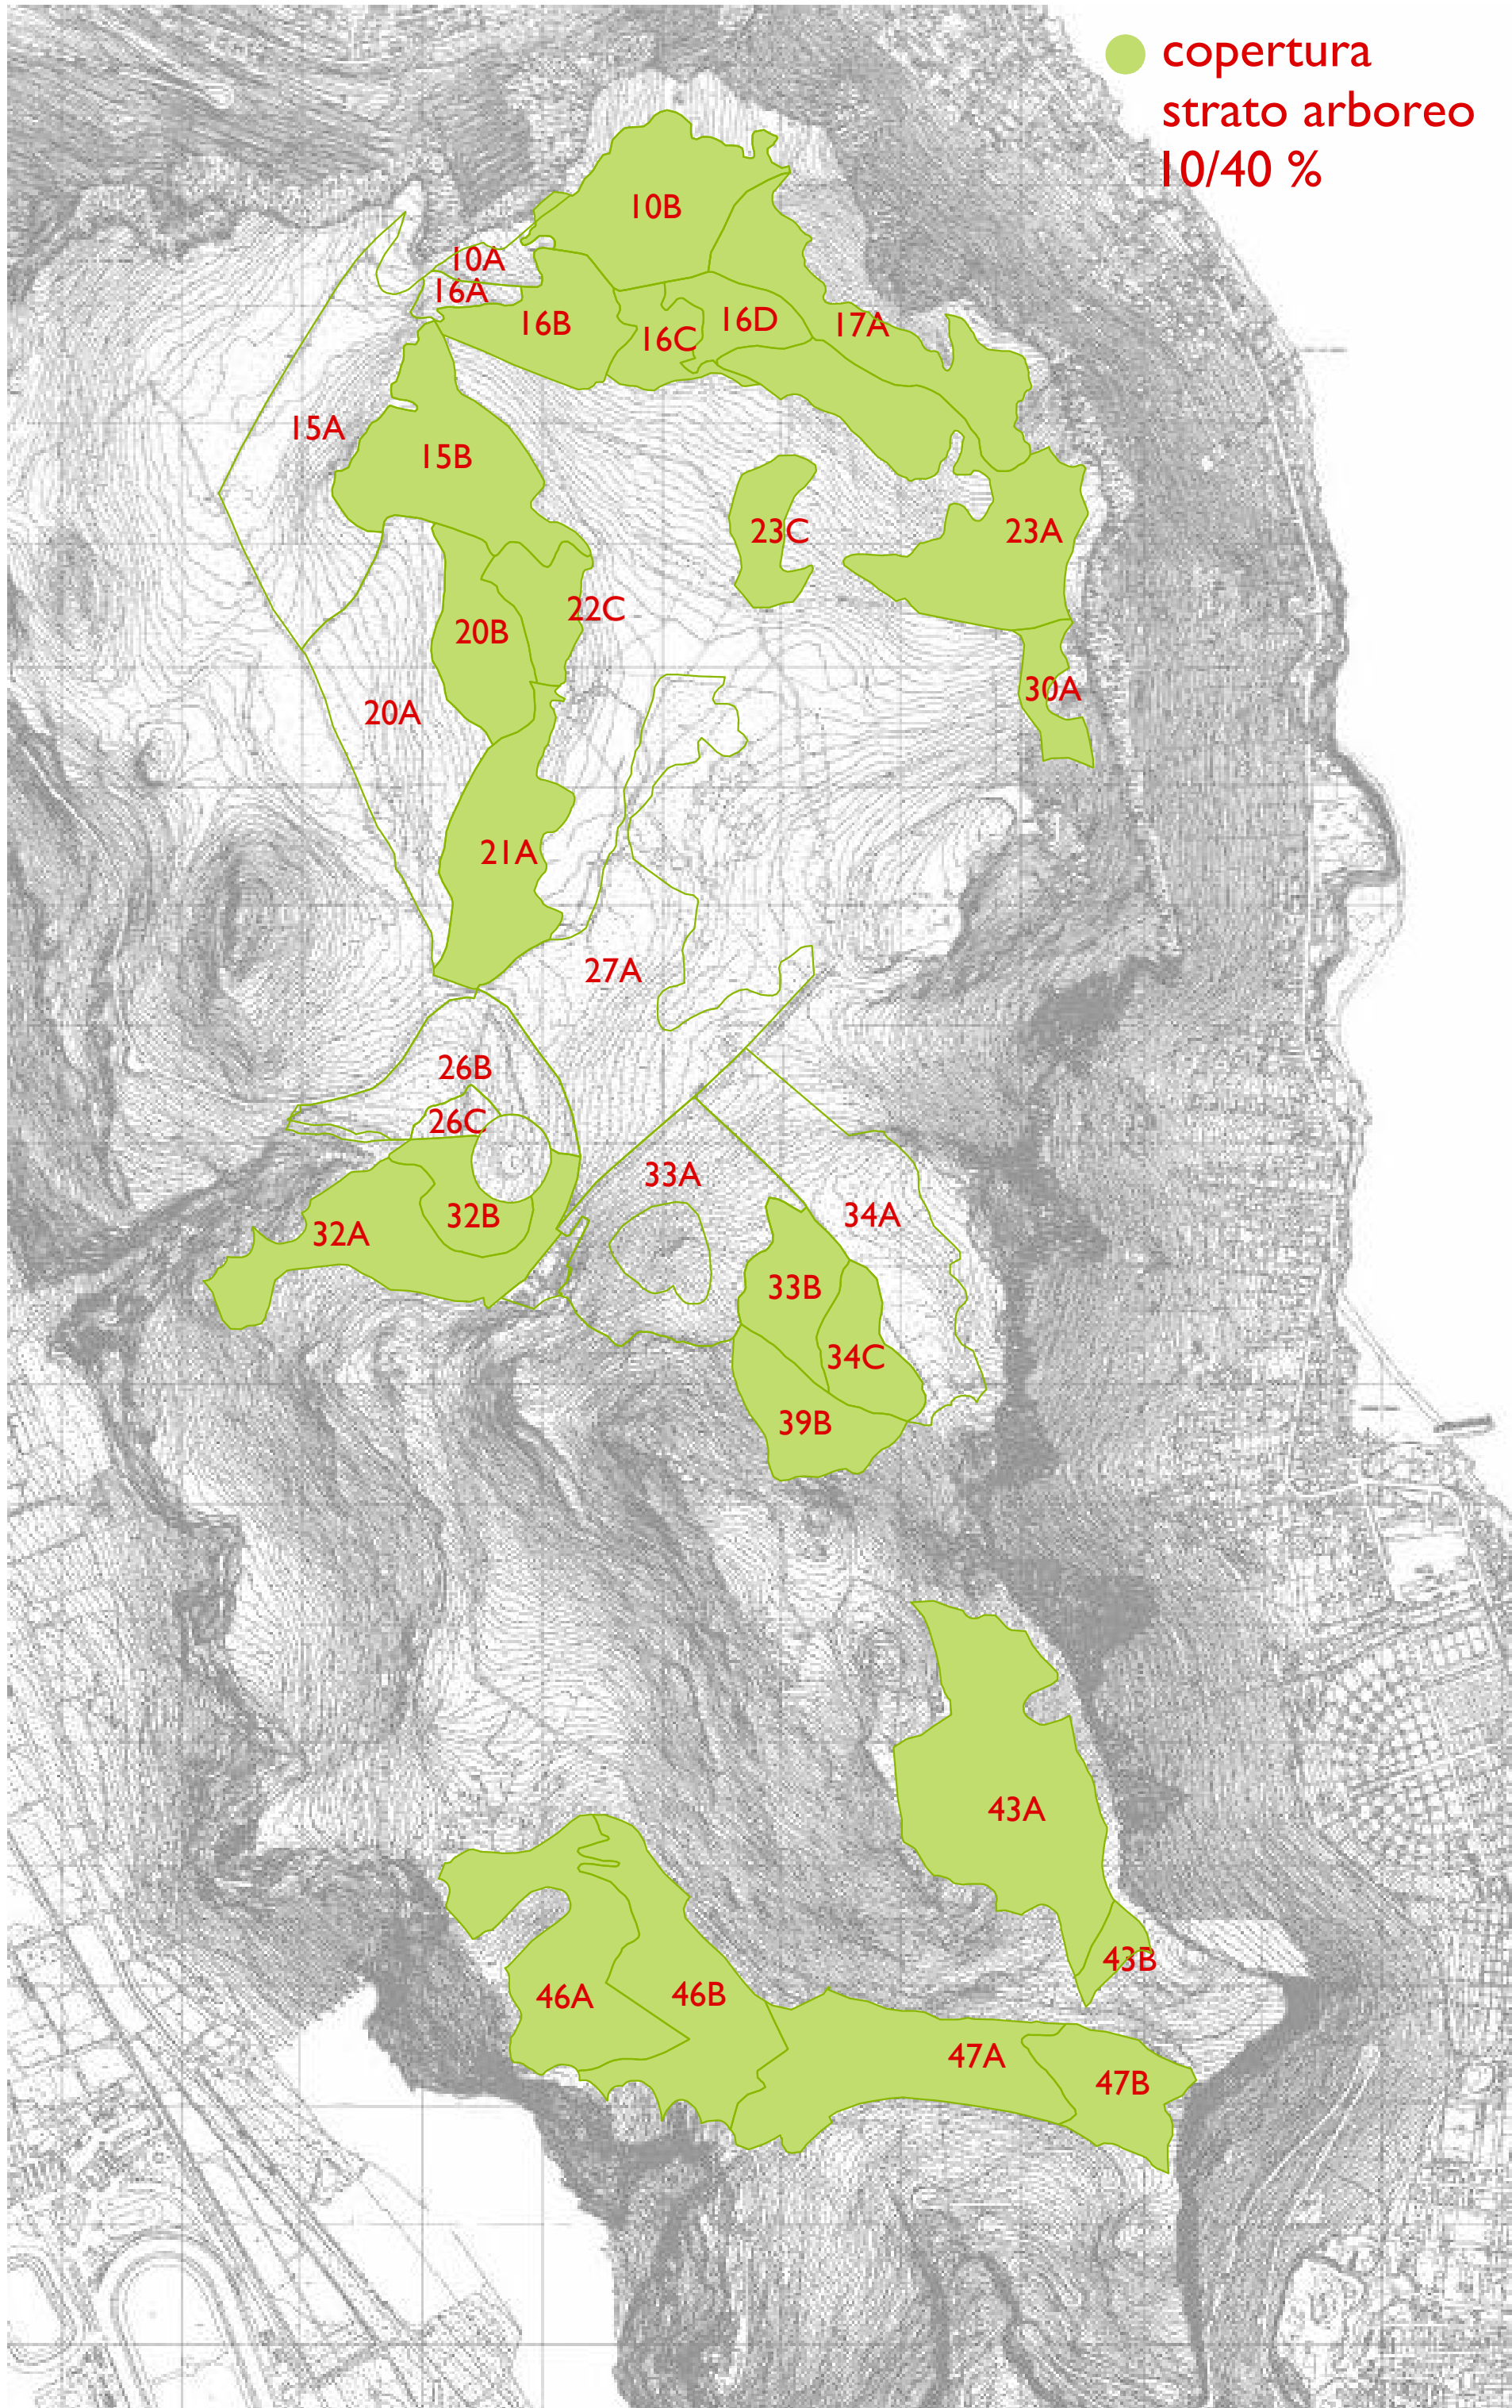 copertura
strato arboreo
10/40 %
10B
10A
16A
16B
16C
16D
17A
15A
15B
23C
23A
22C
20B
30A
20A
21A
27A
26B
26C
33A
32B
34A
32A
33B
34C
39B
43A
43B
46A
46B
47A
47B